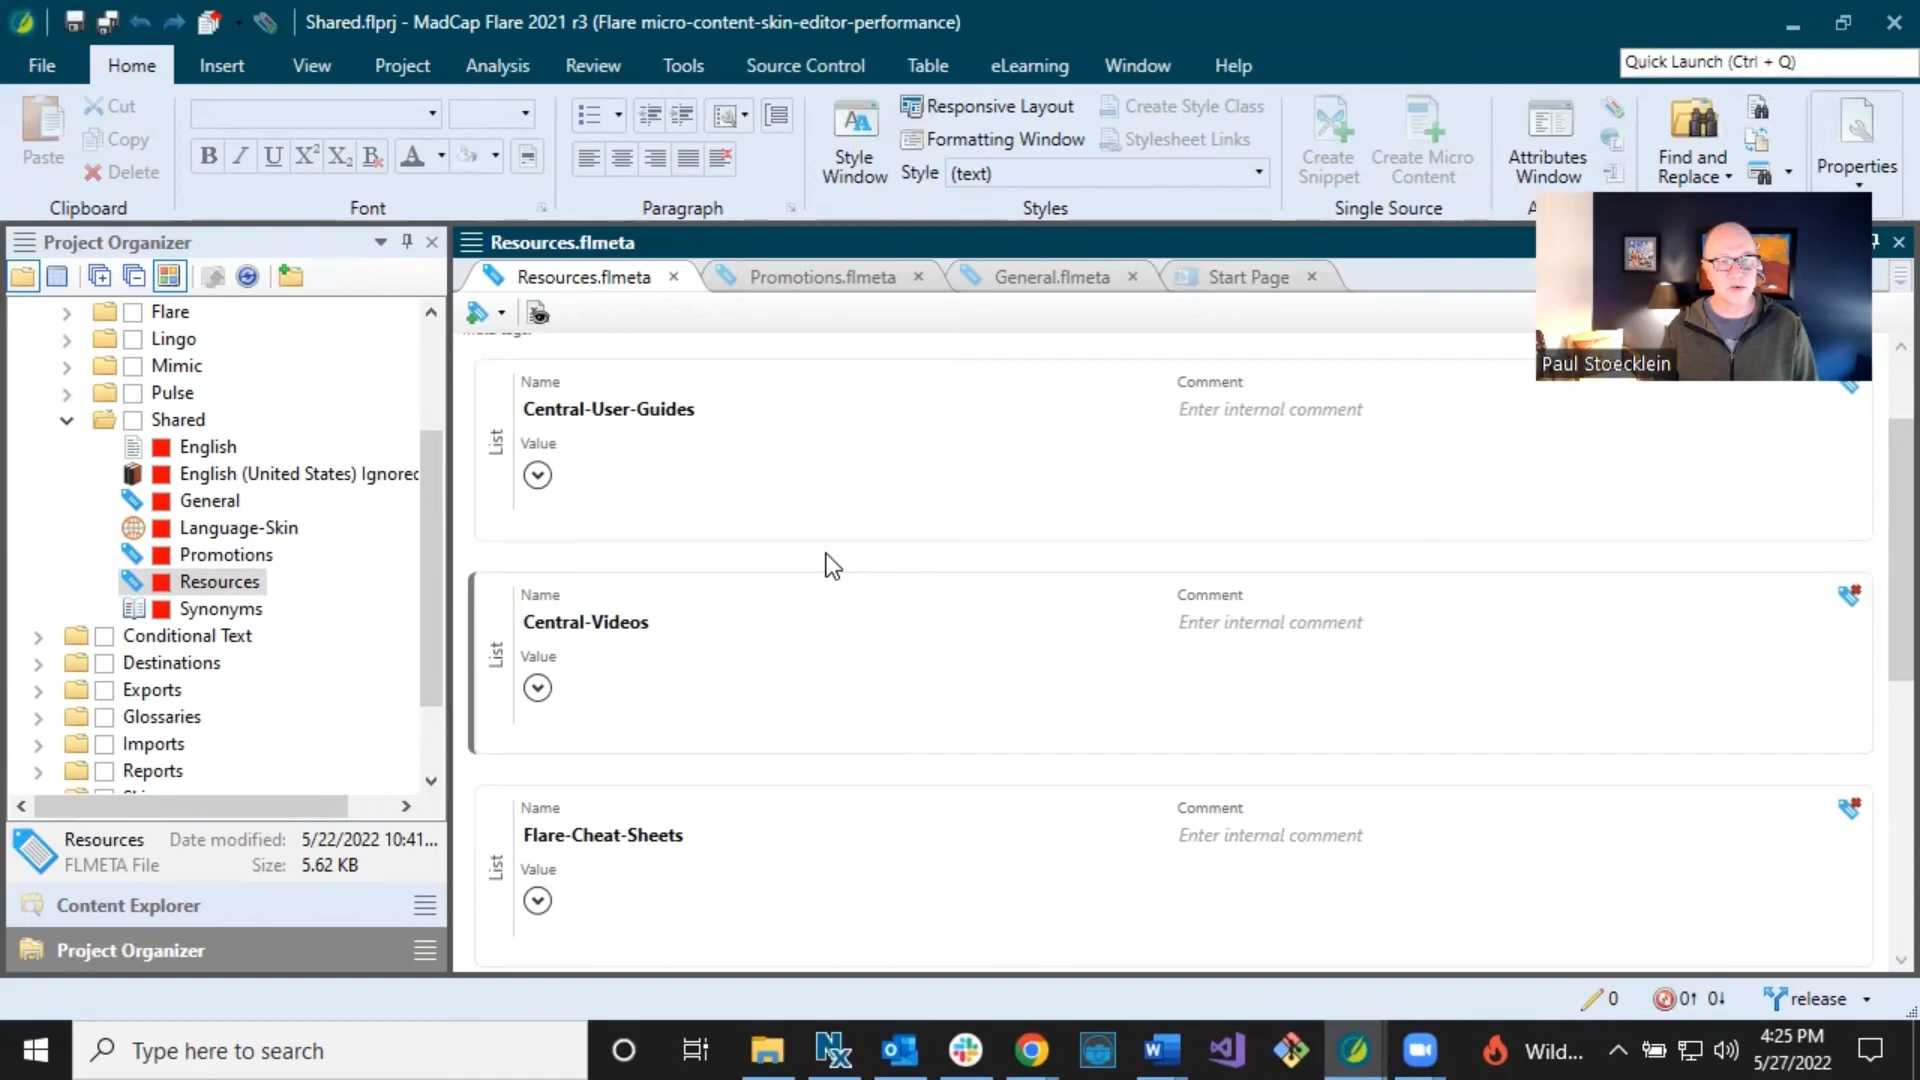 Shared.flprj - MadCap Flare 2021 r3 (Flare micro-content-skin-editor-performance)
File
Home
Insert
View
Project
Analysis
Review
Tools
Source Control
Table
eLearning
Window
Help
Quick Launch (Ctrl + Q)
Paste
Cut
Copy
Delete
Clipboard
B I U X² X₂ B
A
Font
Paragraph
Style Window
Responsive Layout
Formatting Window
Style
(text)
Create Style Class
Stylesheet Links
Styles
Create Snippet
Create Micro Content
Single Source
Attributes Window
A
Find and Replace
Properties
Project Organizer
Flare
Lingo
Mimic
Pulse
Shared
English
English (United States) Ignorec
General
Language-Skin
Promotions
Resources
Synonyms
Conditional Text
Destinations
Exports
Glossaries
Imports
Reports
Resources
Date modified:
5/22/2022 10:41...
FLMETA File
Size:
5.62 KB
Content Explorer
Project Organizer
Resources.flmeta
Resources.flmeta
Promotions.flmeta
General.flmeta
Start Page
List
Name
Central-User-Guides
Value
Comment
Enter internal comment
List
Name
Central-Videos
Value
Comment
Enter internal comment
List
Name
Flare-Cheat-Sheets
Value
Comment
Enter internal comment
Paul Stoecklein
0
0↑ 0↓
release
Type here to search
Wild...
4:25 PM
5/27/2022